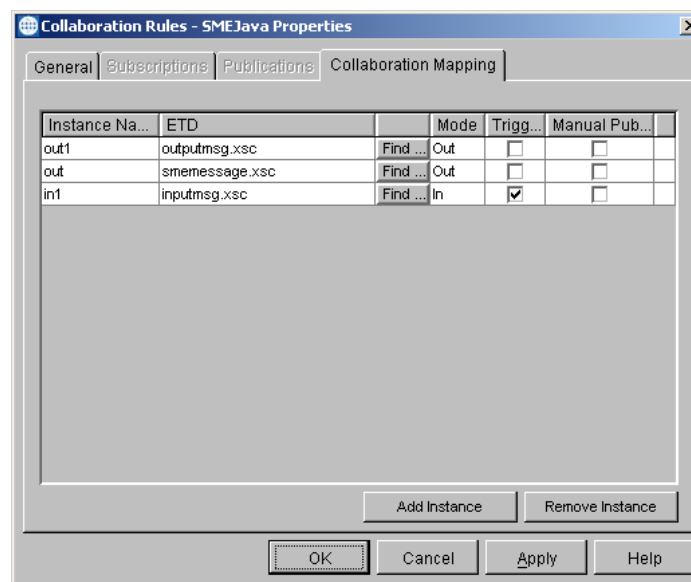 Collaboration Rules - SMEJava Properties
General Subscriptions Publications Collaboration Mapping
Instance Na... ETD Mode Trigg... Manual Pub...
out1 outputmsg.xsc Find ... Out
out smemessage.xsc Find ... Out
in1 inputmsg.xsc Find ... In
Add Instance Remove Instance
OK Cancel Apply Help